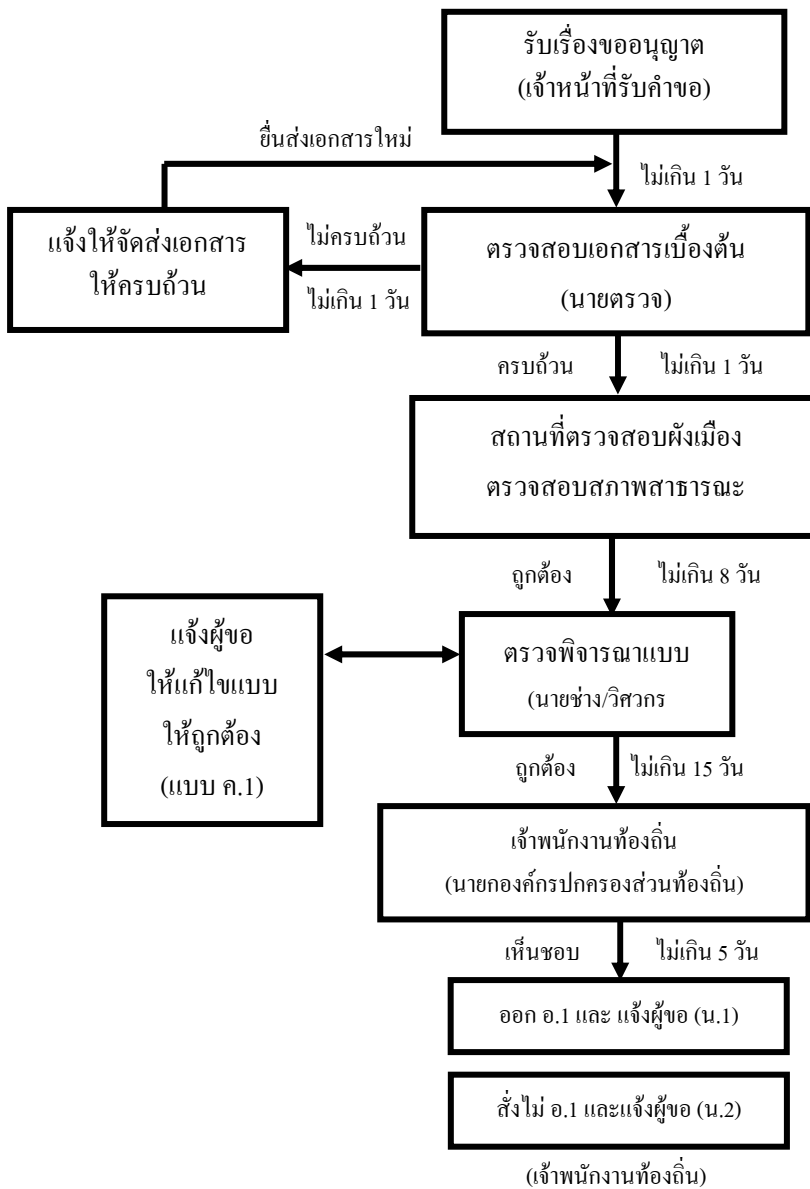 รับเรื่องขออนุญาต
(เจ้าหน้าที่รับคำขอ)
ยื่นส่งเอกสารใหม่
ไม่เกิน 1 วัน
แจ้งให้จัดส่งเอกสาร
ให้ครบถ้วน
ไม่ครบถ้วน
ไม่เกิน 1 วัน
ตรวจสอบเอกสารเบื้องต้น
(นายตรวจ)
ครบถ้วน
ไม่เกิน 1 วัน
สถานที่ตรวจสอบผังเมือง
ตรวจสอบสภาพสาธารณะ
ถูกต้อง
ไม่เกิน 8 วัน
แจ้งผู้ขอ
ให้แก้ไขแบบ
ให้ถูกต้อง
(แบบ ค.1)
ตรวจพิจารณาแบบ
(นายช่าง/วิศวกร
ถูกต้อง
ไม่เกิน 15 วัน
เจ้าพนักงานท้องถิ่น
(นายกองค์กรปกครองส่วนท้องถิ่น)
เห็นชอบ
ไม่เกิน 5 วัน
ออก อ.1 และ แจ้งผู้ขอ (น.1)
สั่งไม่ อ.1 และแจ้งผู้ขอ (น.2)
(เจ้าพนักงานท้องถิ่น)